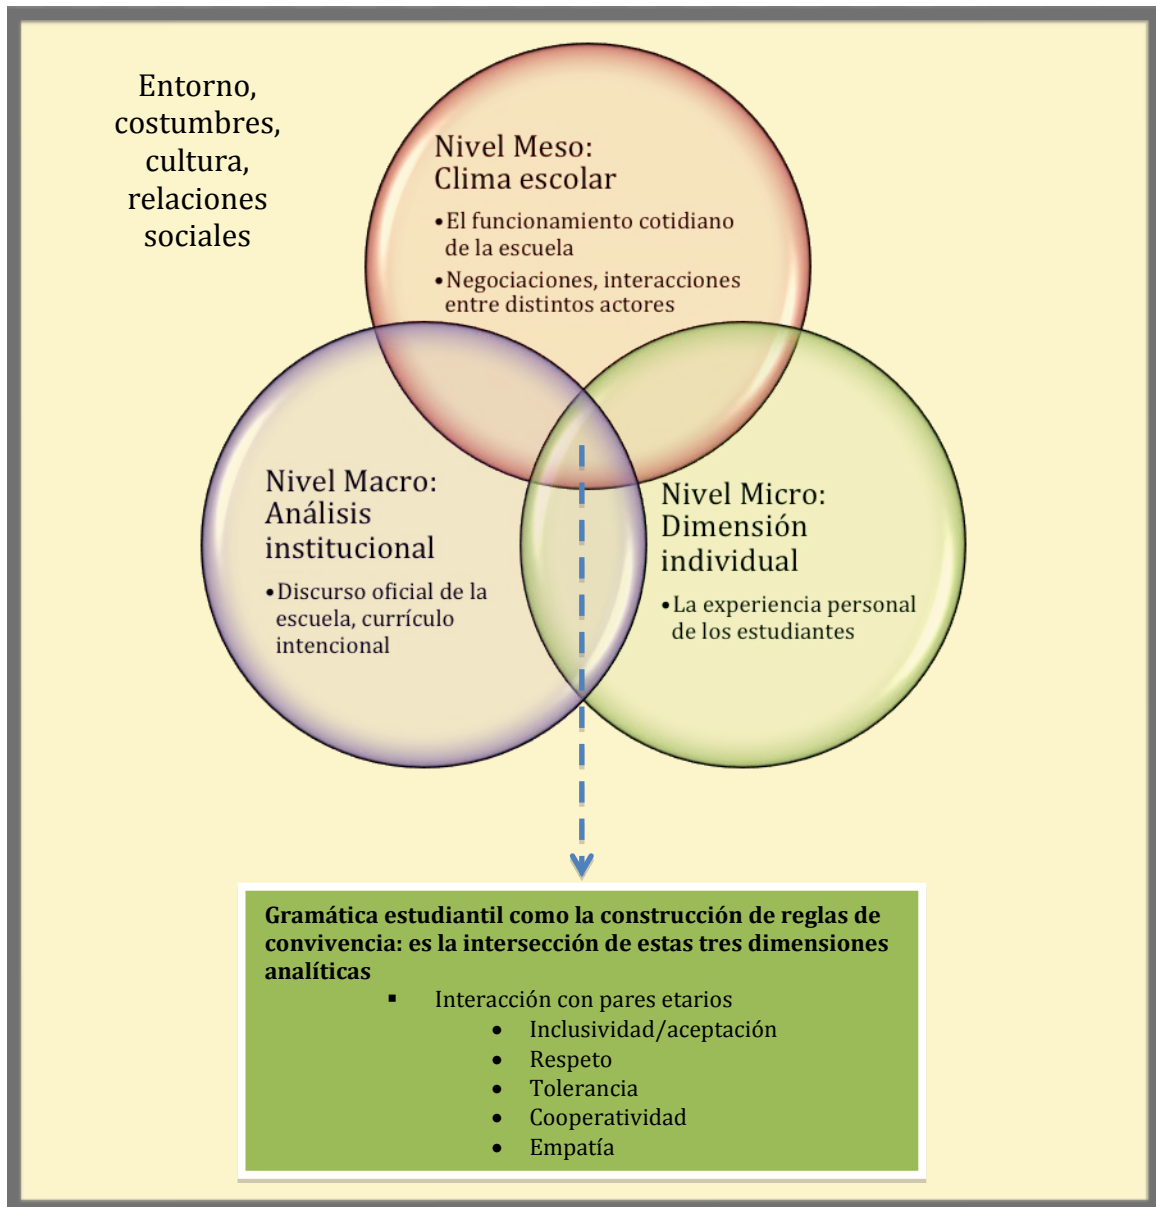 Entorno,
costumbres,
cultura,
relaciones
sociales
Nivel Meso:
Clima escolar
•El funcionamiento cotidiano
de la escuela
•Negociaciones, interacciones
entre distintos actores
Nivel Macro:
Análisis
institucional
•Discurso oficial de la
escuela, currículo
intencional
Nivel Micro:
Dimensión
individual
•La experiencia personal
de los estudiantes
Gramática estudiantil como la construcción de reglas de
convivencia: es la intersección de estas tres dimensiones
analíticas
▪ Interacción con pares etarios
• Inclusividad/aceptación
• Respeto
• Tolerancia
• Cooperatividad
• Empatía